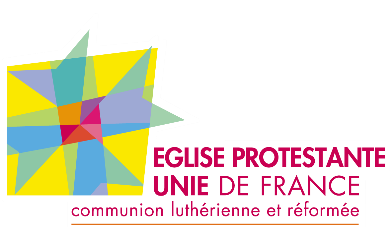 EGLISE PROTESTANTE
UNIE DE FRANCE
communion luthérienne et réformée